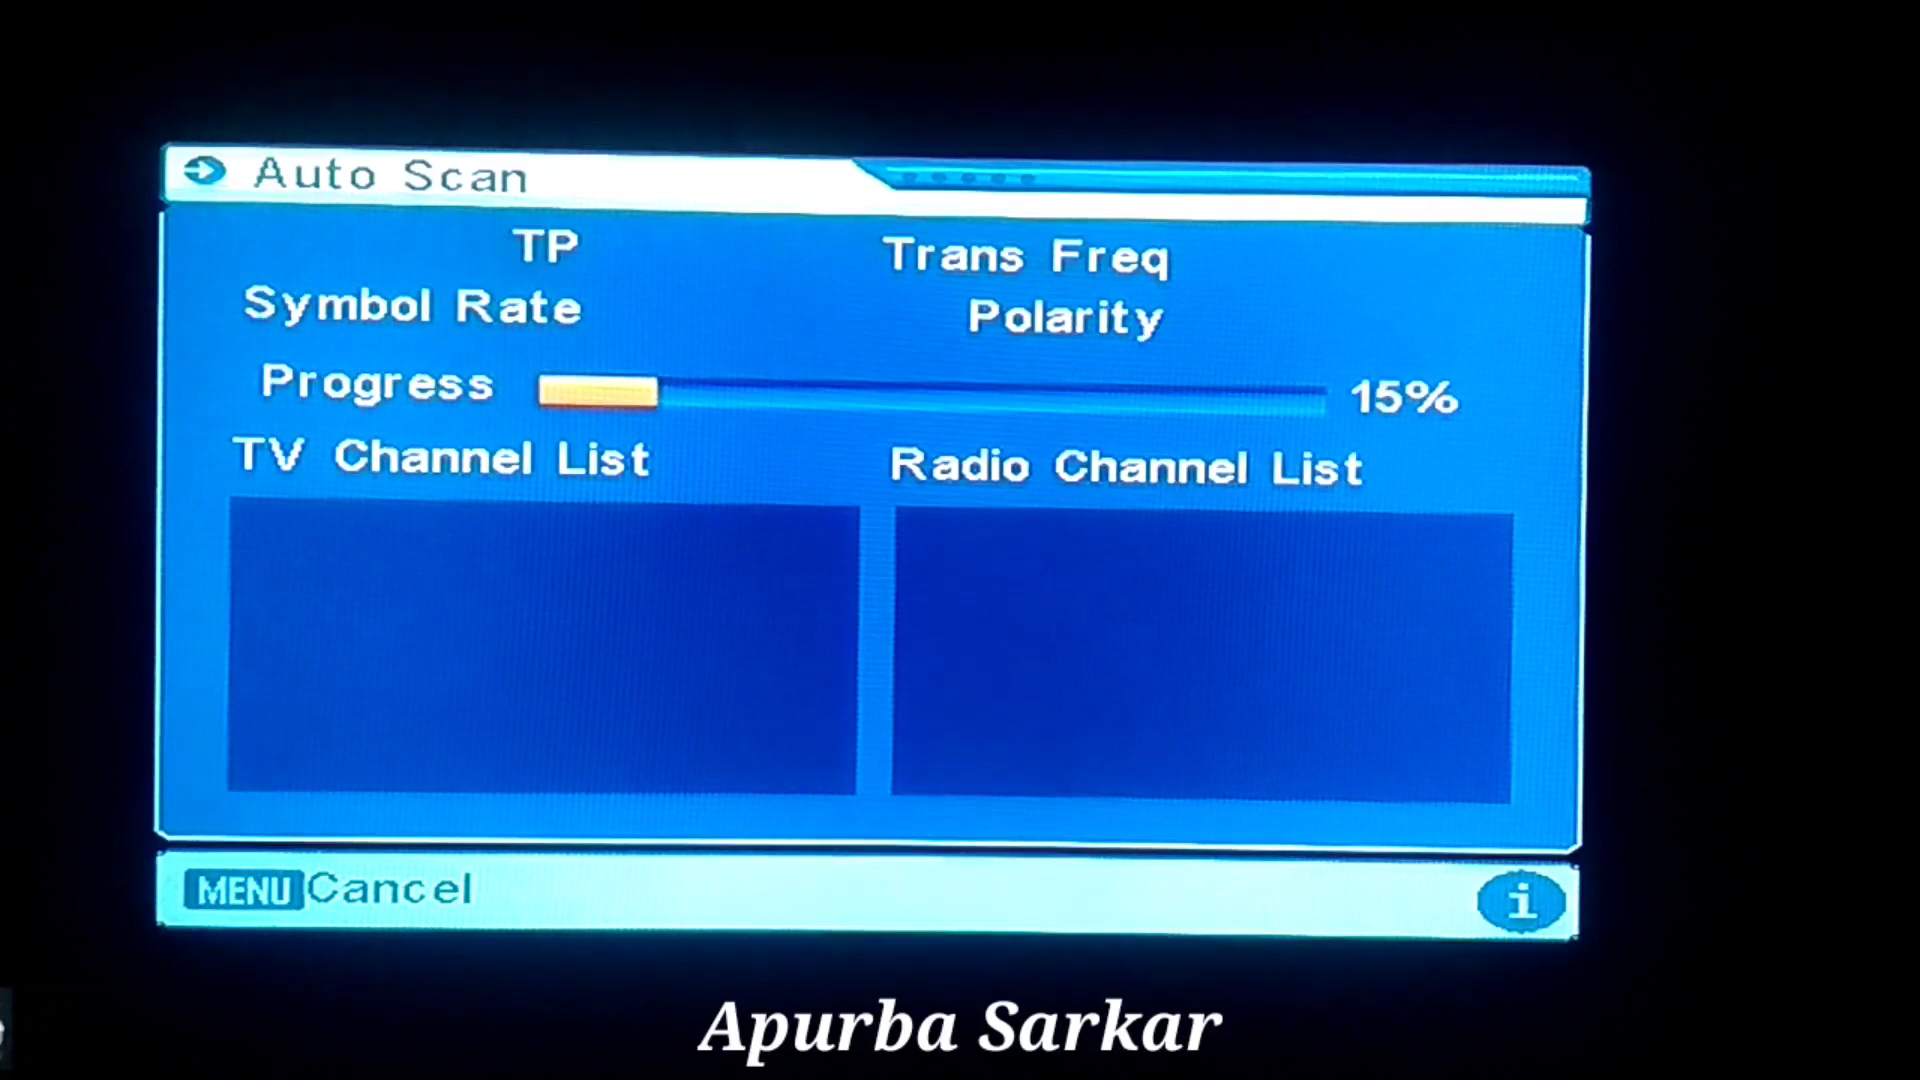 Auto Scan
TP
Trans Freq
Symbol Rate
Polarity
Progress
15%
TV Channel List
Radio Channel List
MENU Cancel
i
Apurba Sarkar